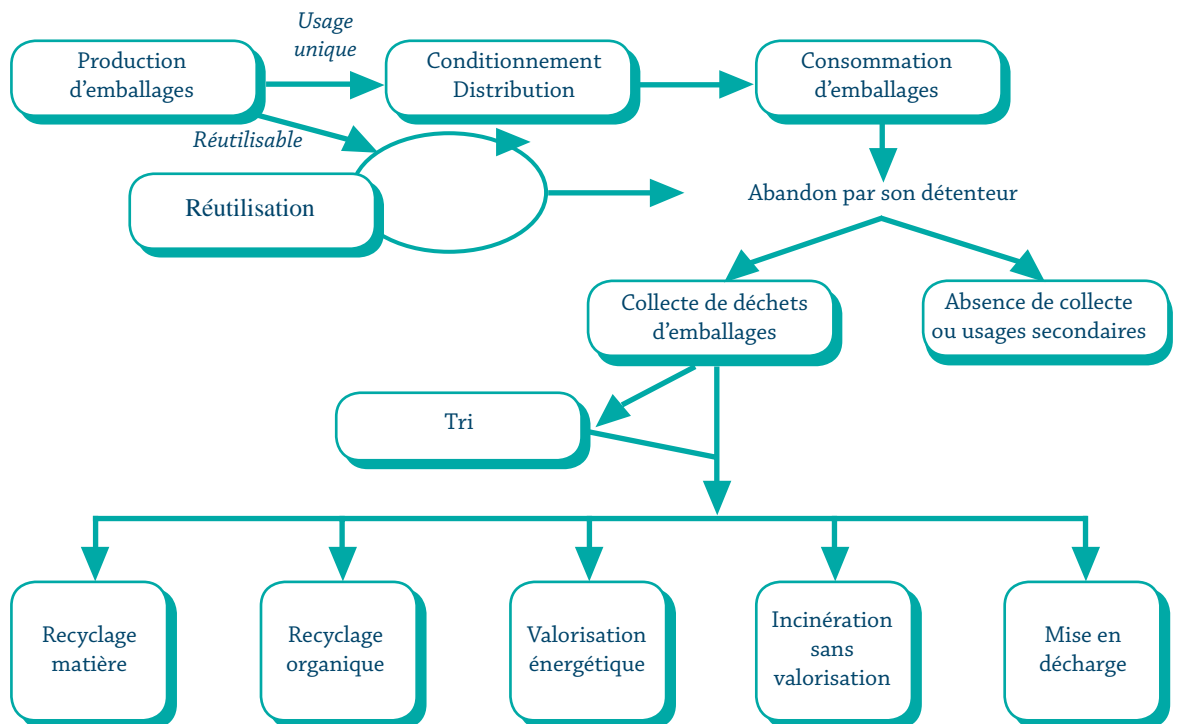 Usage
unique
Production
d’emballages
Conditionnement
Distribution
Consommation
d’emballages
Réutilisable
Réutilisation
Abandon par son détenteur
Collecte de déchets
d’emballages
Absence de collecte
ou usages secondaires
Tri
Recyclage
matière
Recyclage
organique
Valorisation
énergétique
Incinération
sans
valorisation
Mise en
décharge